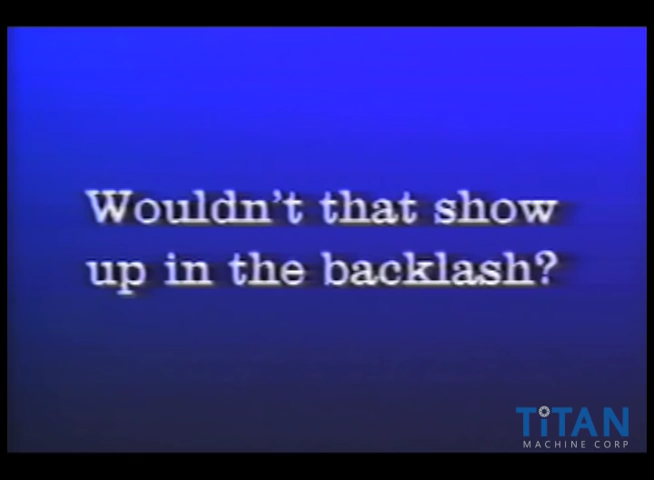 Wouldn't that show
up in the backlash?
TiTAN
MACHINE CORP